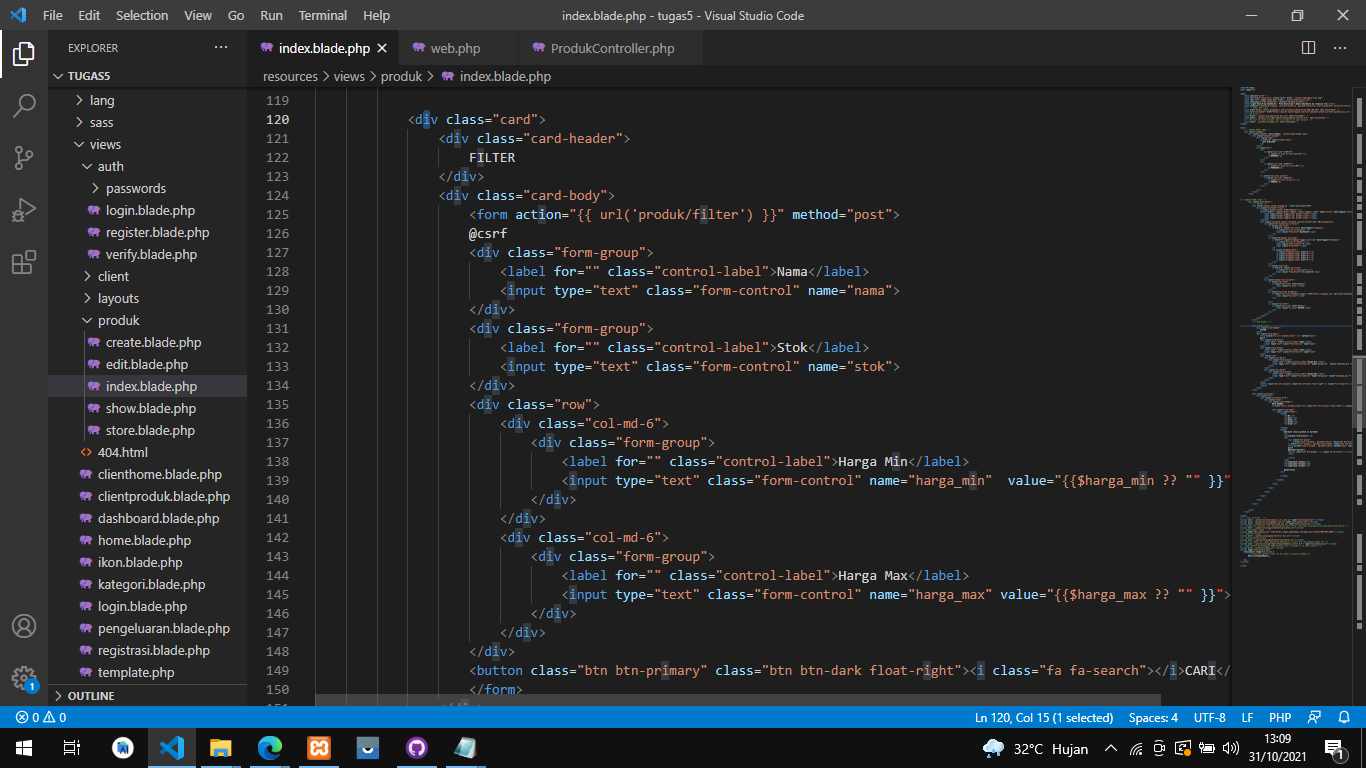 File Edit Selection View Go Run Terminal Help index.blade.php - tugas5 - Visual Studio Code
EXPLORER ···
index.blade.php
web.php
ProdukController.php
TUGAS5
resources > views > produk > index.blade.php
lang
sass
views
auth
passwords
login.blade.php
register.blade.php
verify.blade.php
client
layouts
produk
create.blade.php
edit.blade.php
index.blade.php
show.blade.php
store.blade.php
404.html
clienthome.blade.php
clientproduk.blade.php
dashboard.blade.php
home.blade.php
ikon.blade.php
kategori.blade.php
login.blade.php
pengeluaran.blade.php
registrasi.blade.php
template.php
OUTLINE
119
120 <div class="card">
121 <div class="card-header">
122 FILTER
123 </div>
124 <div class="card-body">
125 <form action="{{ url('produk/filter') }}" method="post">
126 @csrf
127 <div class="form-group">
128 <label for="" class="control-label">Nama</label>
129 <input type="text" class="form-control" name="nama">
130 </div>
131 <div class="form-group">
132 <label for="" class="control-label">Stok</label>
133 <input type="text" class="form-control" name="stok">
134 </div>
135 <div class="row">
136 <div class="col-md-6">
137 <div class="form-group">
138 <label for="" class="control-label">Harga Min</label>
139 <input type="text" class="form-control" name="harga_min"  value="{{$harga_min ?? "" }}"
140 </div>
141 </div>
142 <div class="col-md-6">
143 <div class="form-group">
144 <label for="" class="control-label">Harga Max</label>
145 <input type="text" class="form-control" name="harga_max" value="{{$harga_max ?? "" }}">
146 </div>
147 </div>
148 </div>
149 <button class="btn btn-primary" class="btn btn-dark float-right"><i class="fa fa-search"></i>CARI</
150 </form>
0 0 Ln 120, Col 15 (1 selected) Spaces: 4 UTF-8 LF PHP
1
32°C Hujan
13:09
31/10/2021
1